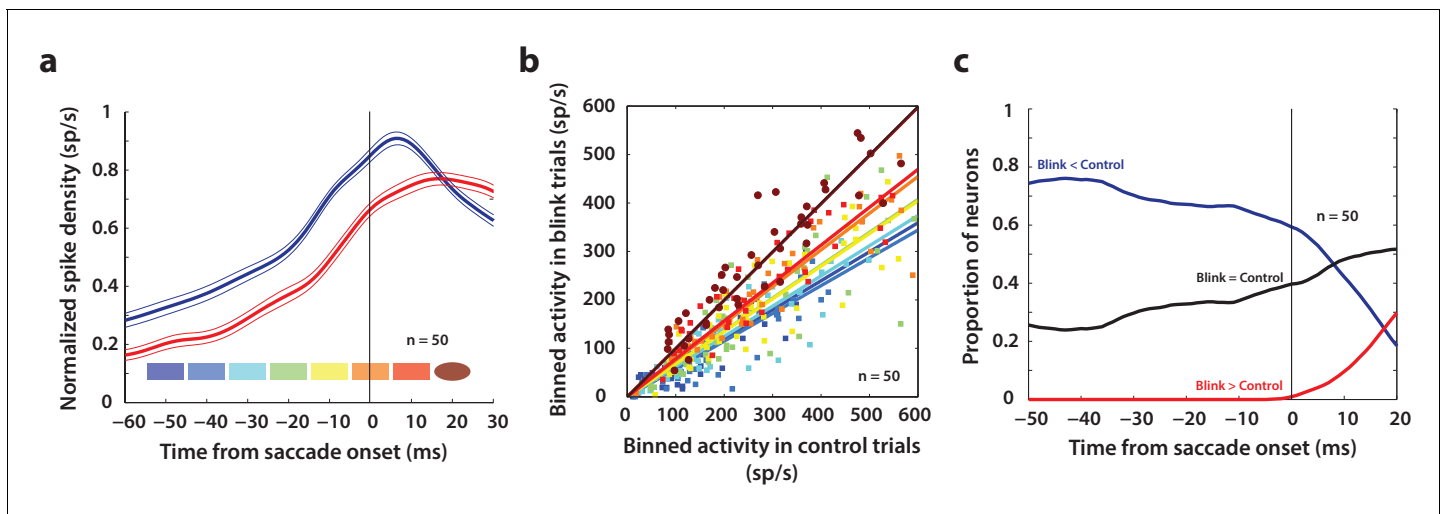 a
Normalized spike density (sp/s)
1
0.8
0.6
0.4
0.2
0
n = 50
−60 −50 −40 −30 −20 −10 0 10 20 30
Time from saccade onset (ms)
b
Binned activity in blink trials (sp/s)
600
500
400
300
200
100
0
n = 50
0 100 200 300 400 500 600
Binned activity in control trials
(sp/s)
c
Proportion of neurons
1
0.8
0.6
0.4
0.2
0
Blink < Control
n = 50
Blink = Control
Blink > Control
−50 −40 −30 −20 −10 0 10 20
Time from saccade onset (ms)